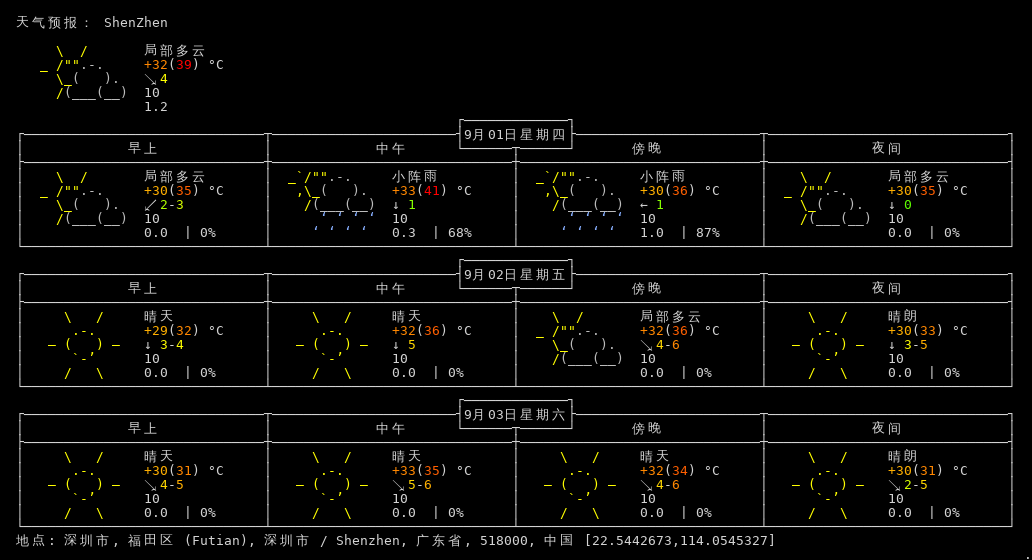 天气预报： ShenZhen
局部多云
+32(39) °C
↘4
10
1.2
9月01日星期四
早上 中午 傍晚 夜间
局部多云 小阵雨 小阵雨 局部多云
+30(35) °C +33(41) °C +30(36) °C +30(35) °C
↙2-3 ↓ 1 ← 1 ↓ 0
10 10 10 10
0.0 | 0% 0.3 | 68% 1.0 | 87% 0.0 | 0%
9月02日星期五
早上 中午 傍晚 夜间
晴天 晴天 局部多云 晴朗
+29(32) °C +32(36) °C +32(36) °C +30(33) °C
↓ 3-4 ↓ 5 ↘4-6 ↓ 3-5
10 10 10 10
0.0 | 0% 0.0 | 0% 0.0 | 0% 0.0 | 0%
9月03日星期六
早上 中午 傍晚 夜间
晴天 晴天 晴天 晴朗
+30(31) °C +33(35) °C +32(34) °C +30(31) °C
↘4-5 ↘5-6 ↘4-6 ↘2-5
10 10 10 10
0.0 | 0% 0.0 | 0% 0.0 | 0% 0.0 | 0%
地点: 深圳市, 福田区 (Futian), 深圳市 / Shenzhen, 广东省, 518000, 中国 [22.5442673,114.0545327]